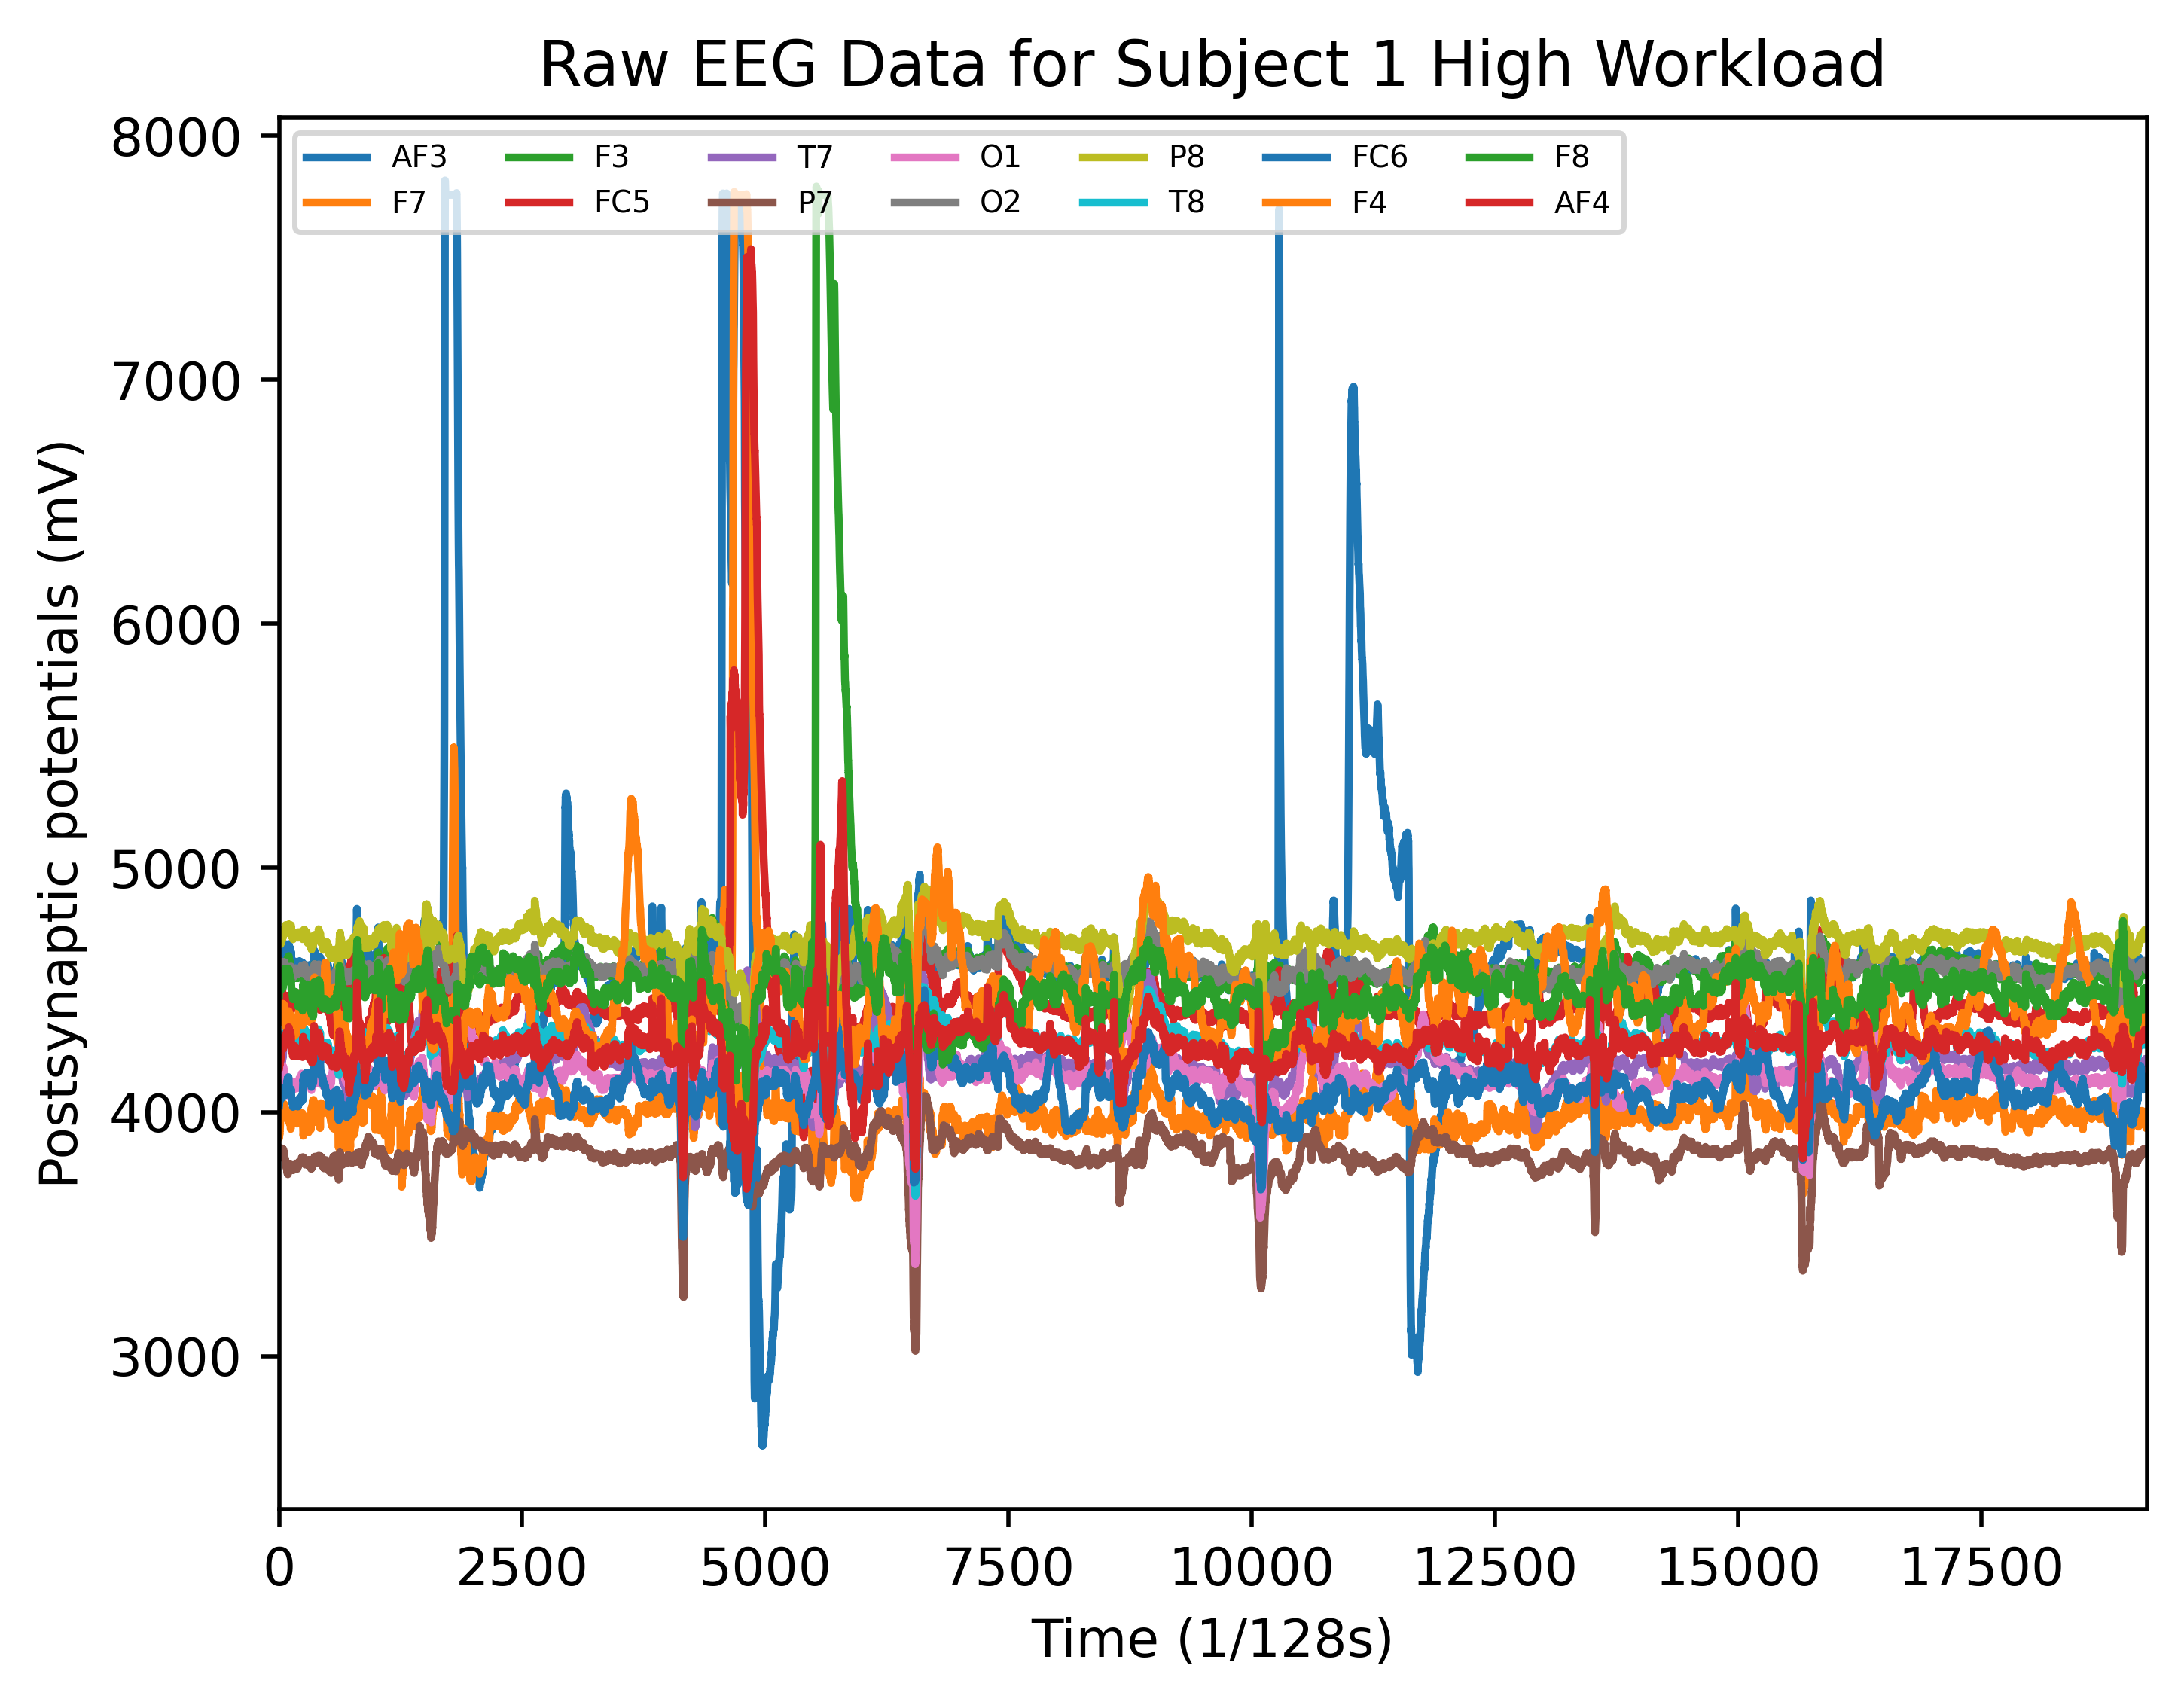 Raw EEG Data for Subject 1 High Workload
8000
AF3 F3 T7 O1 P8 FC6 F8
F7 FC5 P7 O2 T8 F4 AF4
7000
6000
5000
4000
3000
Postsynaptic potentials (mV)
0 2500 5000 7500 10000 12500 15000 17500
Time (1/128s)